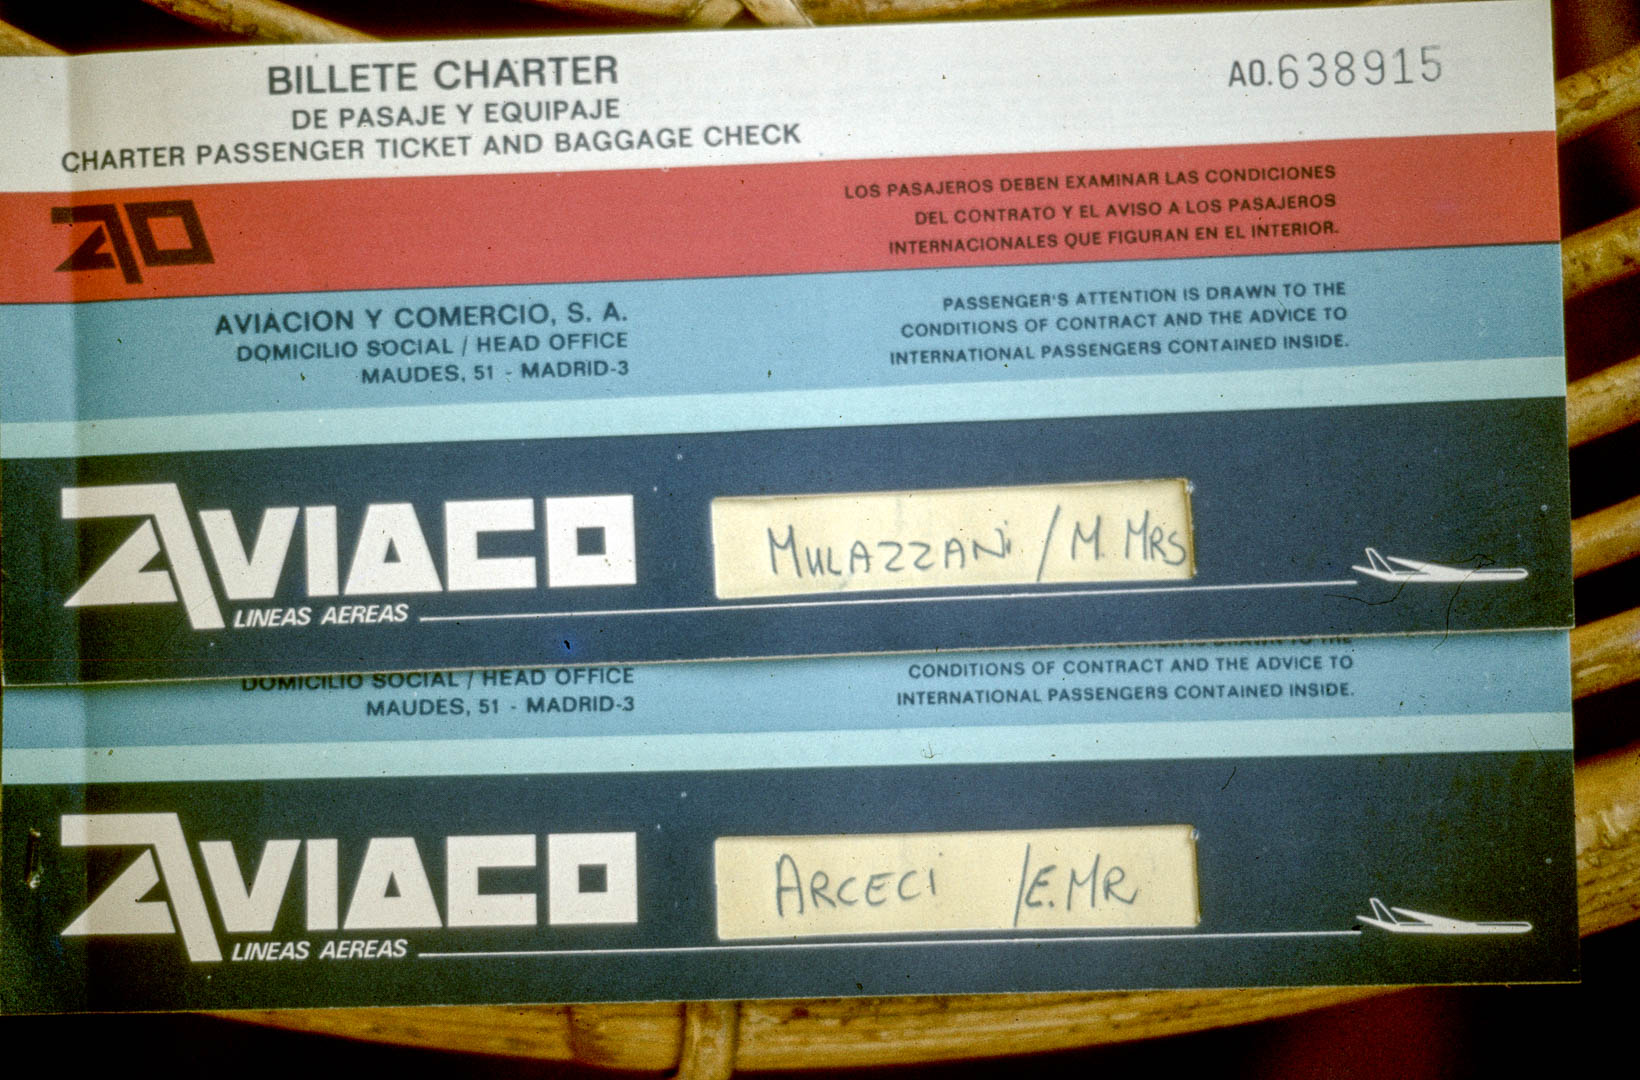 BILLETE CHARTER
DE PASAJE Y EQUIPAJE
CHARTER PASSENGER TICKET AND BAGGAGE CHECK
AO.638915
AO
LOS PASAJEROS DEBEN EXAMINAR LAS CONDICIONES
DEL CONTRATO Y EL AVISO A LOS PASAJEROS
INTERNACIONALES QUE FIGURAN EN EL INTERIOR.
AVIACION Y COMERCIO, S. A.
DOMICILIO SOCIAL / HEAD OFFICE
MAUDES, 51 - MADRID-3
PASSENGER'S ATTENTION IS DRAWN TO THE
CONDITIONS OF CONTRACT AND THE ADVICE TO
INTERNATIONAL PASSENGERS CONTAINED INSIDE.
AVIACO
LINEAS AEREAS
MULAZZANi / M. MRS
DOMICILIO SOCIAL / HEAD OFFICE
MAUDES, 51 - MADRID-3
CONDITIONS OF CONTRACT AND THE ADVICE TO
INTERNATIONAL PASSENGERS CONTAINED INSIDE.
AVIACO
LINEAS AEREAS
ARCECI /E.MR